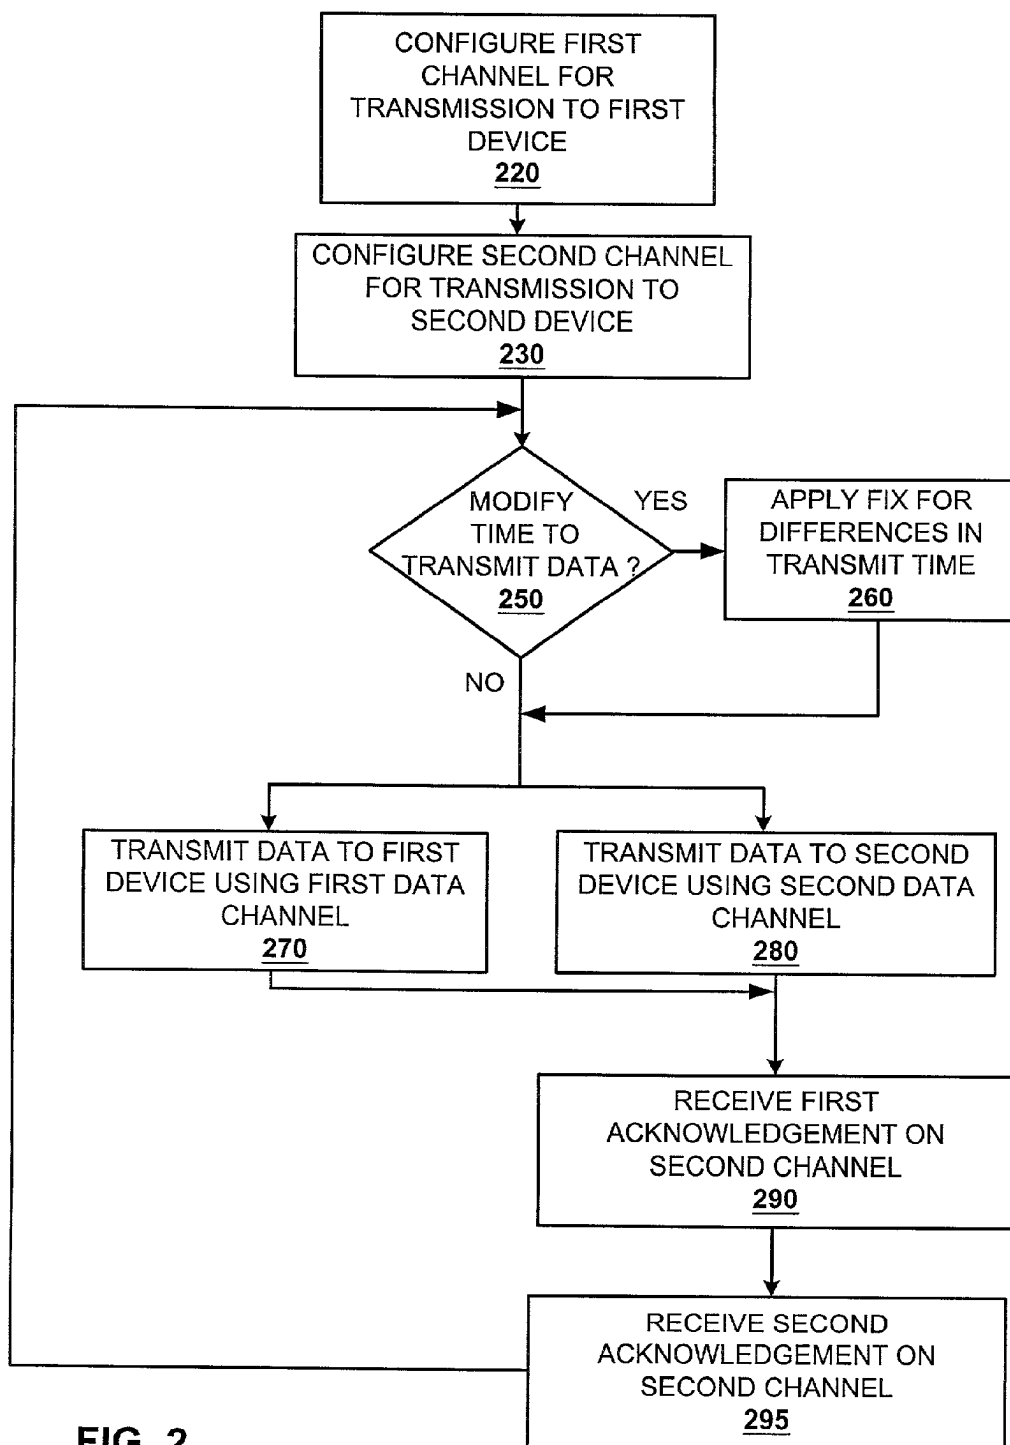 CONFIGURE FIRST
CHANNEL FOR
TRANSMISSION TO FIRST
DEVICE
220
CONFIGURE SECOND CHANNEL
FOR TRANSMISSION TO
SECOND DEVICE
230
MODIFY
TIME TO
TRANSMIT DATA ?
250
YES
APPLY FIX FOR
DIFFERENCES IN
TRANSMIT TIME
260
NO
TRANSMIT DATA TO FIRST
DEVICE USING FIRST DATA
CHANNEL
270
TRANSMIT DATA TO SECOND
DEVICE USING SECOND DATA
CHANNEL
280
RECEIVE FIRST
ACKNOWLEDGEMENT ON
SECOND CHANNEL
290
RECEIVE SECOND
ACKNOWLEDGEMENT ON
SECOND CHANNEL
295
FIG. 2